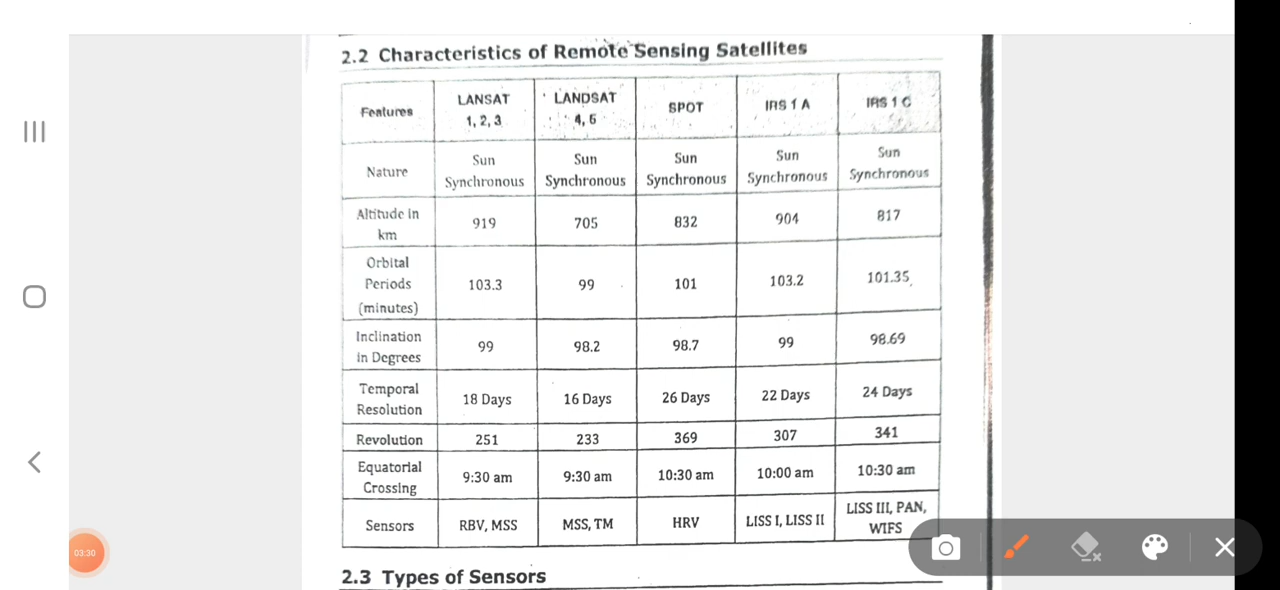 2.2 Characteristics of Remote Sensing Satellites
Features
LANSAT
1, 2, 3
LANDSAT
4, 5
SPOT
IRS 1 A
IRS 1 C
Nature
Sun
Synchronous
Sun
Synchronous
Sun
Synchronous
Sun
Synchronous
Sun
Synchronous
Altitude in
km
919
705
832
904
817
Orbital
Periods
(minutes)
103.3
99
101
103.2
101.35
Inclination
in Degrees
99
98.2
98.7
99
98.69
Temporal
Resolution
18 Days
16 Days
26 Days
22 Days
24 Days
Revolution
251
233
369
307
341
Equatorial
Crossing
9:30 am
9:30 am
10:30 am
10:00 am
10:30 am
Sensors
RBV, MSS
MSS, TM
HRV
LISS I, LISS II
LISS III, PAN,
WIFS
2.3 Types of Sensors
03:30